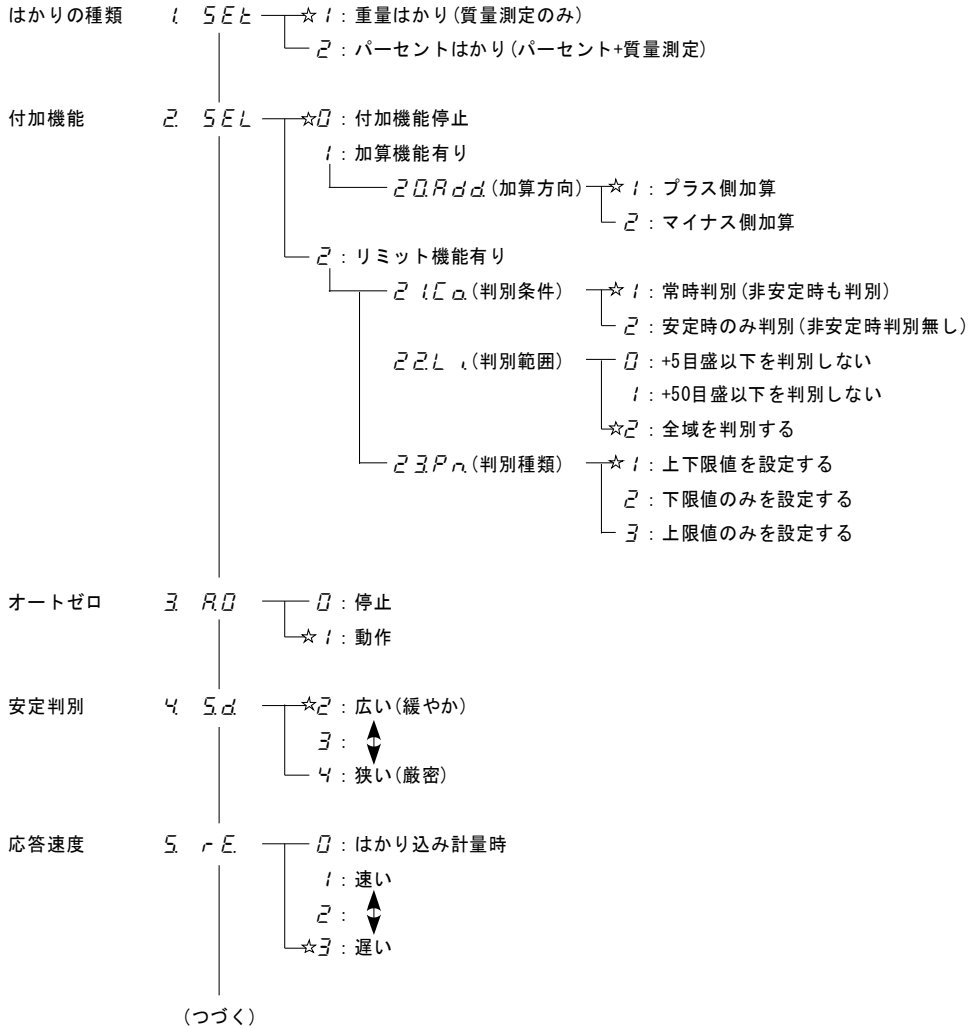 はかりの種類 1. SEt ☆1 : 重量はかり(質量測定のみ)
2 : パーセントはかり(パーセント+質量測定)
付加機能 2. SEL ☆0 : 付加機能停止
1 : 加算機能有り
20.Add.(加算方向) ☆1 : プラス側加算
2 : マイナス側加算
2 : リミット機能有り
21.Co.(判別条件) ☆1 : 常時判別(非安定時も判別)
2 : 安定時のみ判別(非安定時判別無し)
22.Li.(判別範囲) 0 : +5目盛以下を判別しない
1 : +50目盛以下を判別しない
☆2 : 全域を判別する
23.Pn.(判別種類) ☆1 : 上下限値を設定する
2 : 下限値のみを設定する
3 : 上限値のみを設定する
オートゼロ 3. A.0 0 : 停止
☆1 : 動作
安定判別 4. S.d. ☆2 : 広い(緩やか)
3 :
4 : 狭い(厳密)
応答速度 5. rE. 0 : はかり込み計量時
1 : 速い
2 :
☆3 : 遅い
(つづく)